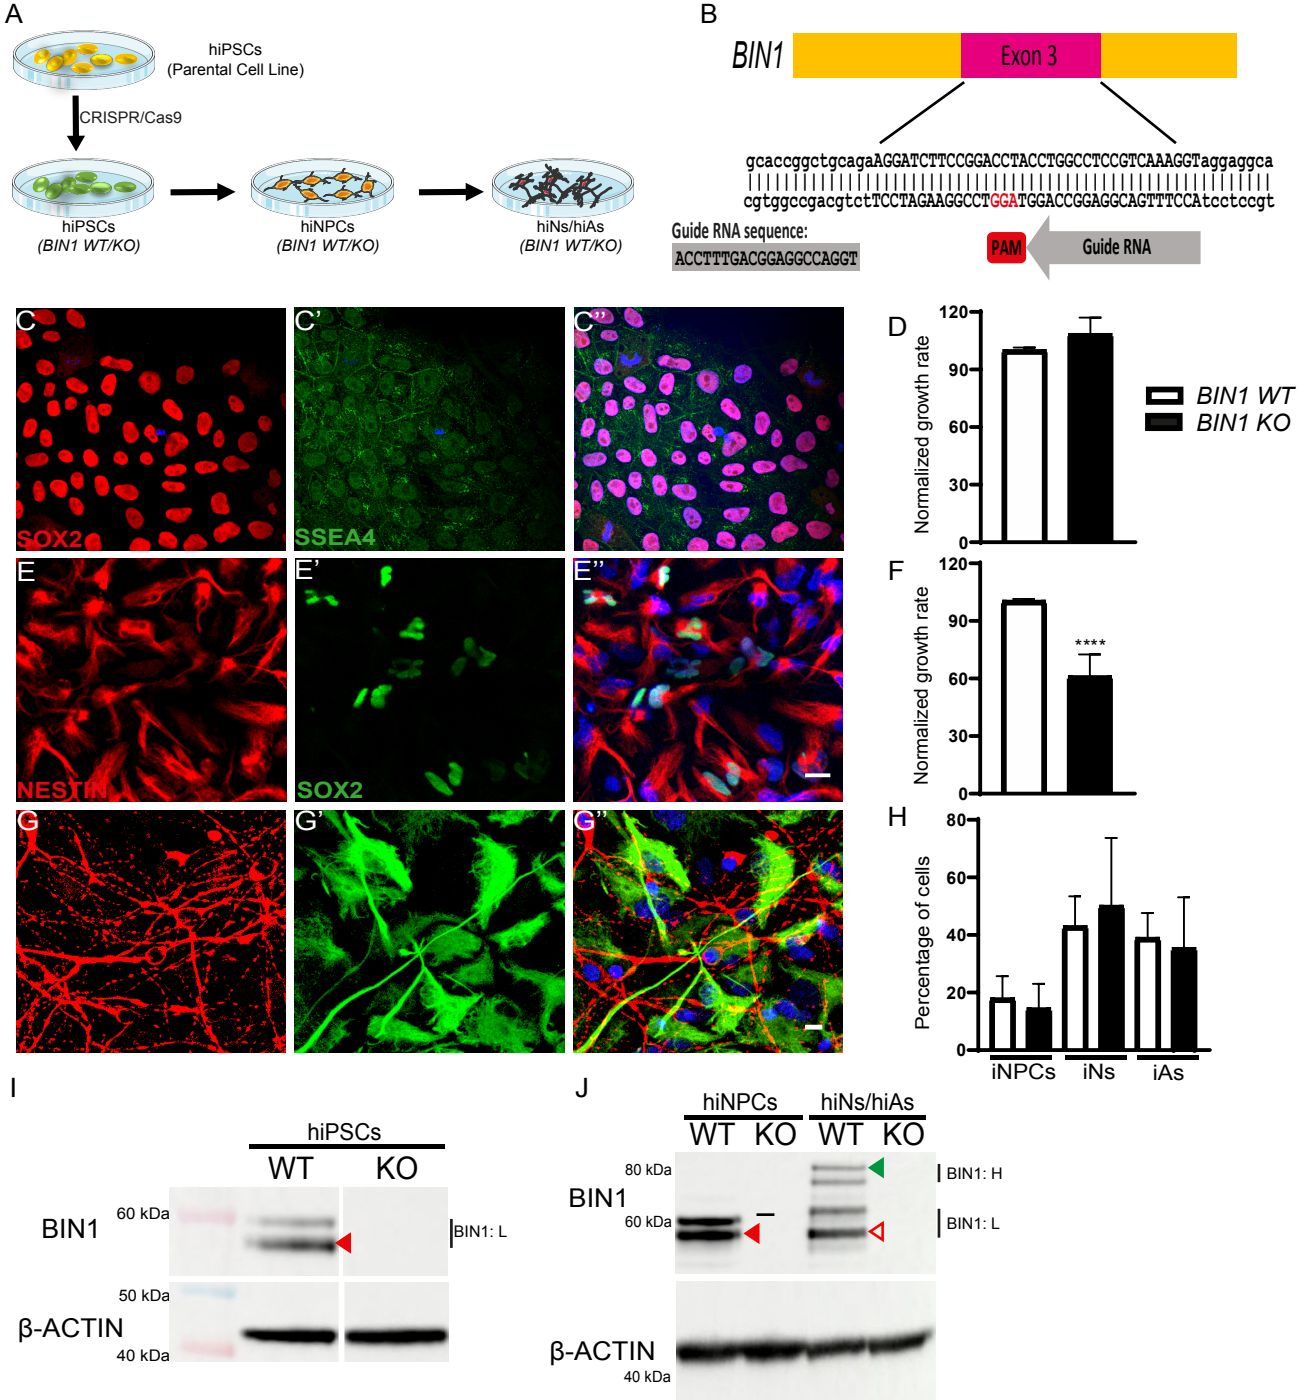 A
hiPSCs
(Parental Cell Line)
CRISPR/Cas9
hiPSCs
(BIN1 WT/KO)
hiNPCs
(BIN1 WT/KO)
hiNs/hiAs
(BIN1 WT/KO)
B
BIN1
Exon 3
gcaccggctgcagaAGGATCTTCCGGACCTACCTGGCCTCCGTCAAAGGTaggaggca
cgtggccgacgtctTCCTAGAAGGCCTGGATGGACCGGAGGCAGTTTCCAtcctccgt
Guide RNA sequence:
ACCTTTGACGGAGGCCAGGT
PAM
Guide RNA
C
SOX2
C'
SSEA4
C''
D
Normalized growth rate
120
90
60
30
0
BIN1 WT
BIN1 KO
E
NESTIN
E'
SOX2
E''
F
Normalized growth rate
120
90
60
30
0
****
G
G'
G''
H
Percentage of cells
80
60
40
20
0
iNPCs
iNs
iAs
I
hiPSCs
WT
KO
BIN1
60 kDa
BIN1: L
50 kDa
β-ACTIN
40 kDa
J
hiNPCs
hiNs/hiAs
WT
KO
WT
KO
80 kDa
BIN1
60 kDa
BIN1: H
BIN1: L
β-ACTIN
40 kDa